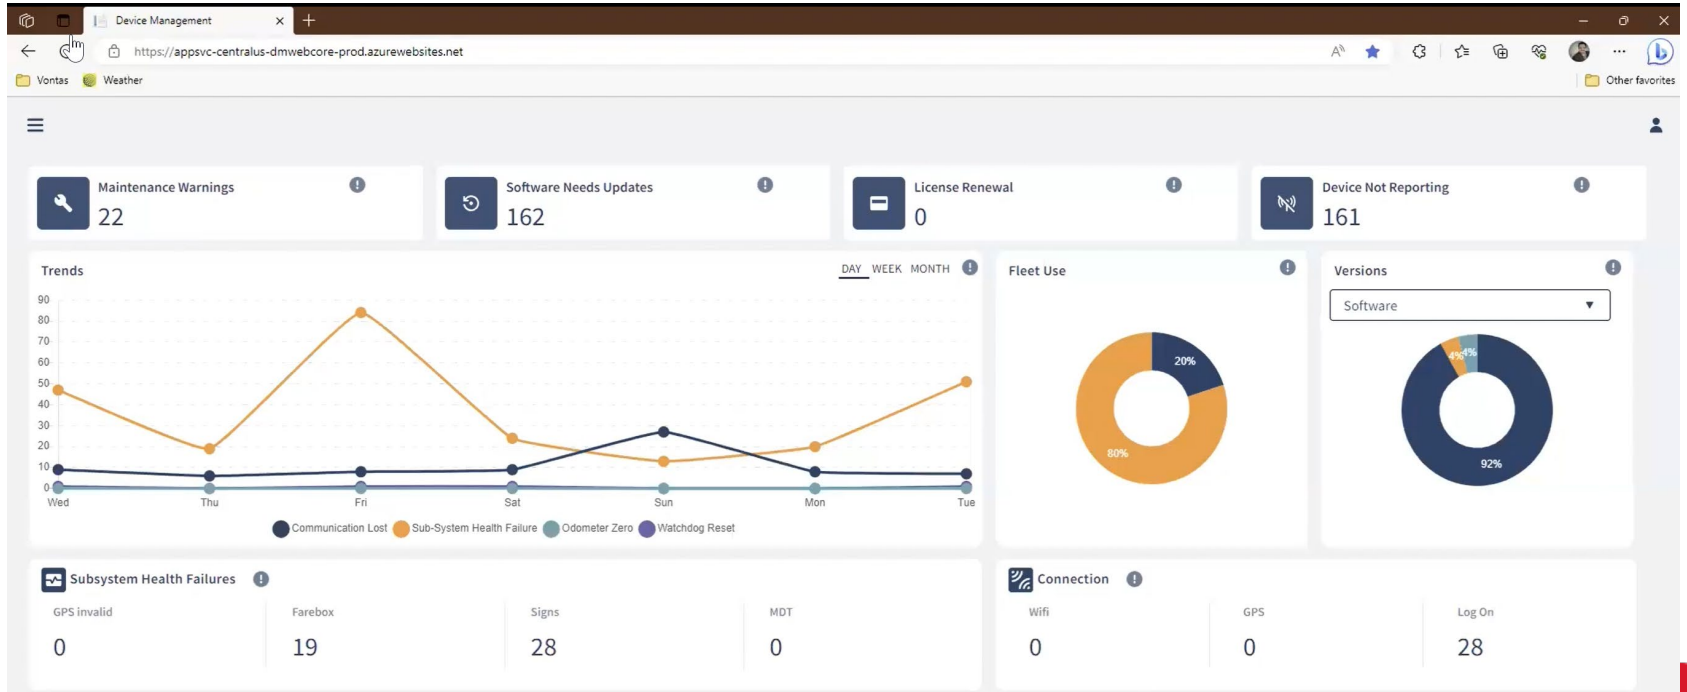 Device Management
https://appsvc-centralus-dmwebcore-prod.azurewebsites.net
Vontas Weather Other favorites
Maintenance Warnings
22
Software Needs Updates
162
License Renewal
0
Device Not Reporting
161
Trends
DAY WEEK MONTH
90
80
70
60
50
40
30
20
10
0
Wed Thu Fri Sat Sun Mon Tue
Communication Lost Sub-System Health Failure Odometer Zero Watchdog Reset
Fleet Use
20%
80%
Versions
Software
4% 4%
92%
Subsystem Health Failures
GPS invalid Farebox Signs MDT
0 19 28 0
Connection
Wifi GPS Log On
0 0 28